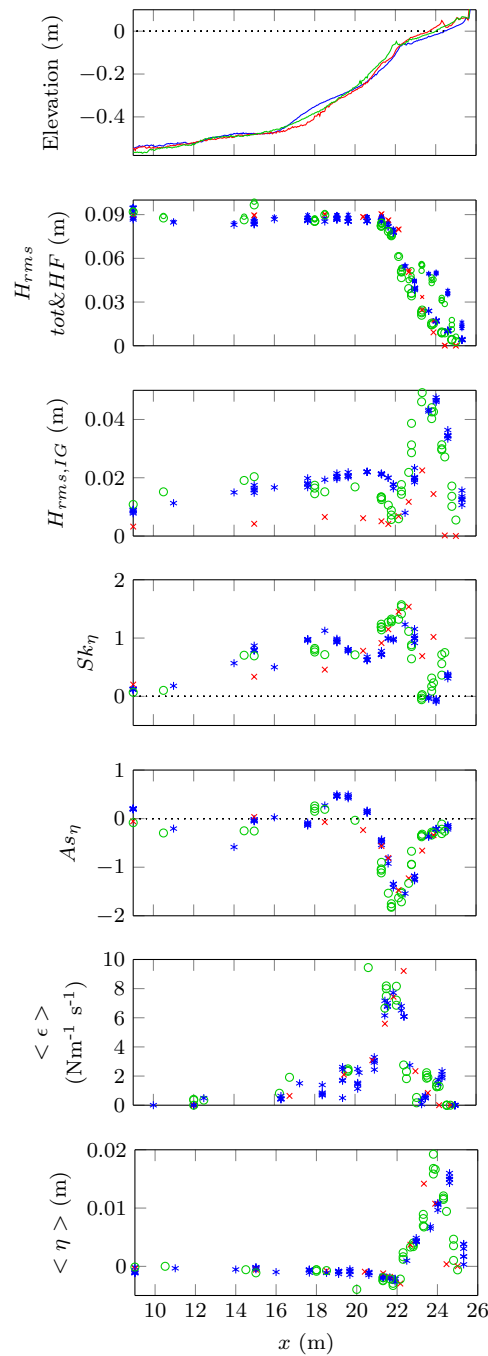 0
−0.2
−0.4
Elevation (m)
0.09
0.06
0.03
0
H_rms
tot&HF (m)
0.04
0.02
0
H_rms,IG (m)
2
1
0
Sk_η
1
0
−1
−2
As_η
10
8
6
4
2
0
< ϵ >
(Nm⁻¹ s⁻¹)
0.02
0.01
0
< η > (m)
10 12 14 16 18 20 22 24 26
x (m)